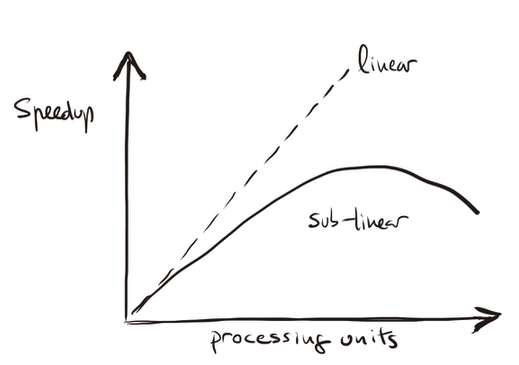 linear
Speedup
sub-linear
processing units